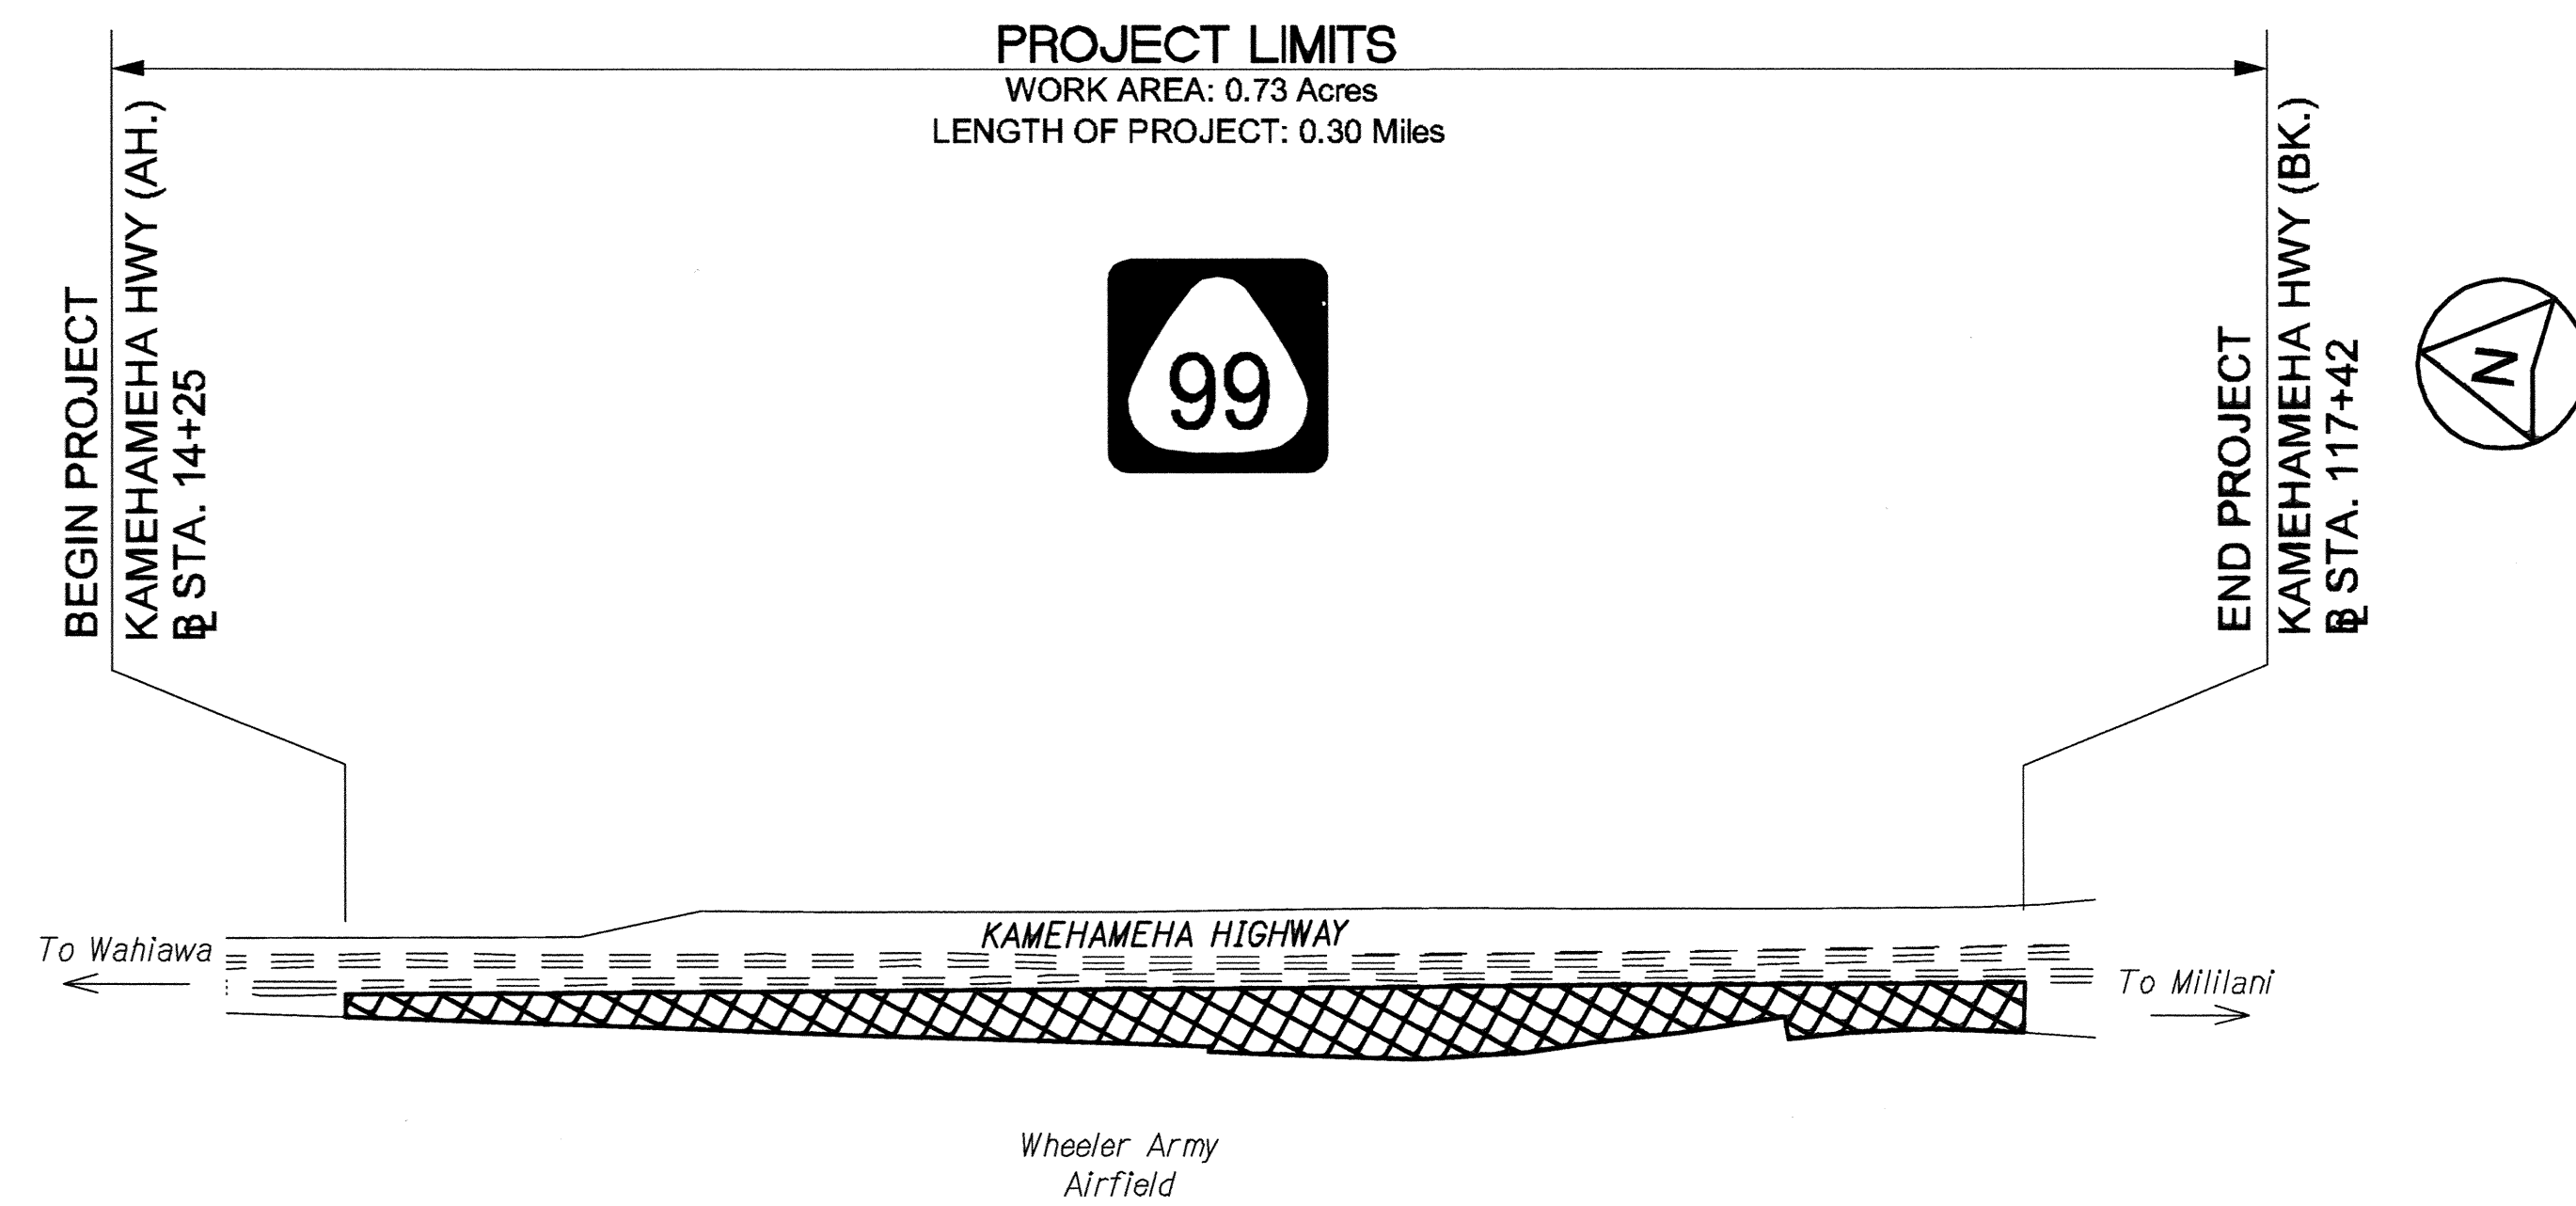 PROJECT LIMITS
WORK AREA: 0.73 Acres
LENGTH OF PROJECT: 0.30 Miles
BEGIN PROJECT
KAMEHAMEHA HWY (AH.)
BL STA. 14+25
99
END PROJECT
KAMEHAMEHA HWY (BK.)
BL STA. 117+42
N
KAMEHAMEHA HIGHWAY
To Wahiawa
To Mililani
Wheeler Army
Airfield